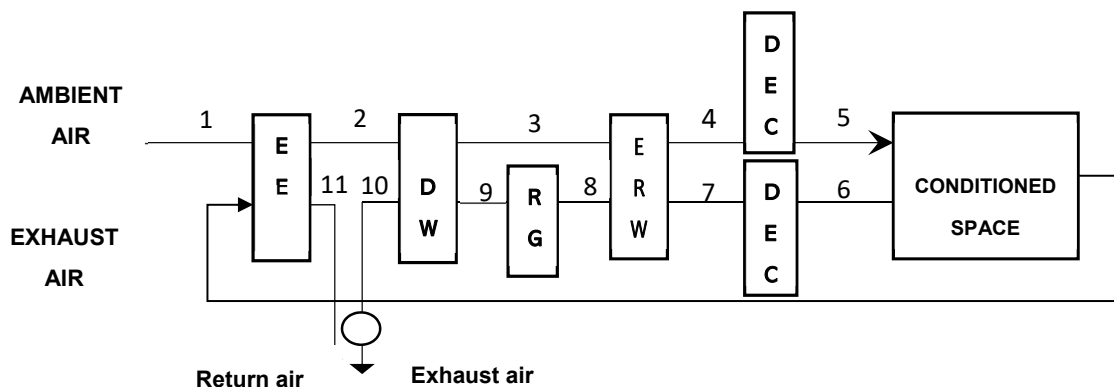 AMBIENT
AIR
1
E
E
2
D
W
3
E
R
W
4
D
E
C
5
CONDITIONED
SPACE
EXHAUST
AIR
11
10
9
R
G
8
7
D
E
C
6
Return air
Exhaust air